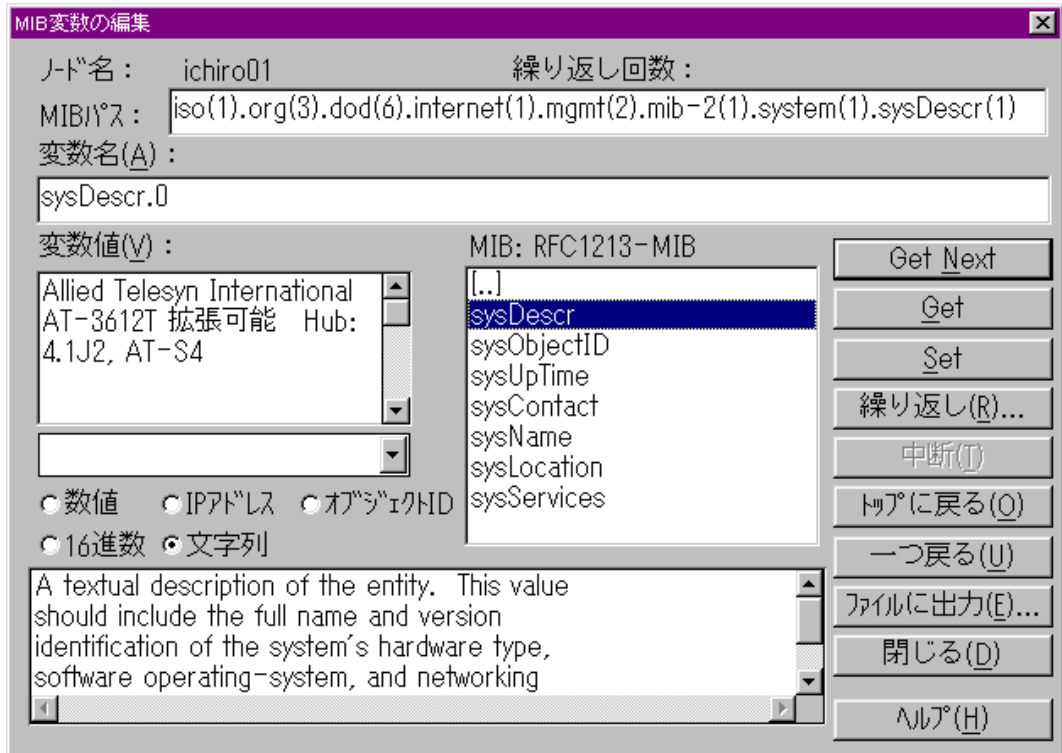 MIB変数の編集
ﾉｰﾄﾞ名： ichiro01 繰り返し回数：
MIBﾊﾟｽ： iso(1).org(3).dod(6).internet(1).mgmt(2).mib-2(1).system(1).sysDescr(1)
変数名(A)：
sysDescr.0
変数値(V)：
Allied Telesyn International
AT-3612T 拡張可能　Hub:
4.1J2, AT-S4
数値 IPｱﾄﾞﾚｽ ｵﾌﾞｼﾞｪｸﾄID
16進数 文字列
MIB: RFC1213-MIB
[..]
sysDescr
sysObjectID
sysUpTime
sysContact
sysName
sysLocation
sysServices
Get Next
Get
Set
繰り返し(R)...
中断(T)
ﾄｯﾌﾟに戻る(O)
一つ戻る(U)
ﾌｧｲﾙに出力(E)...
閉じる(D)
ﾍﾙﾌﾟ(H)
A textual description of the entity.  This value
should include the full name and version
identification of the system's hardware type,
software operating-system, and networking